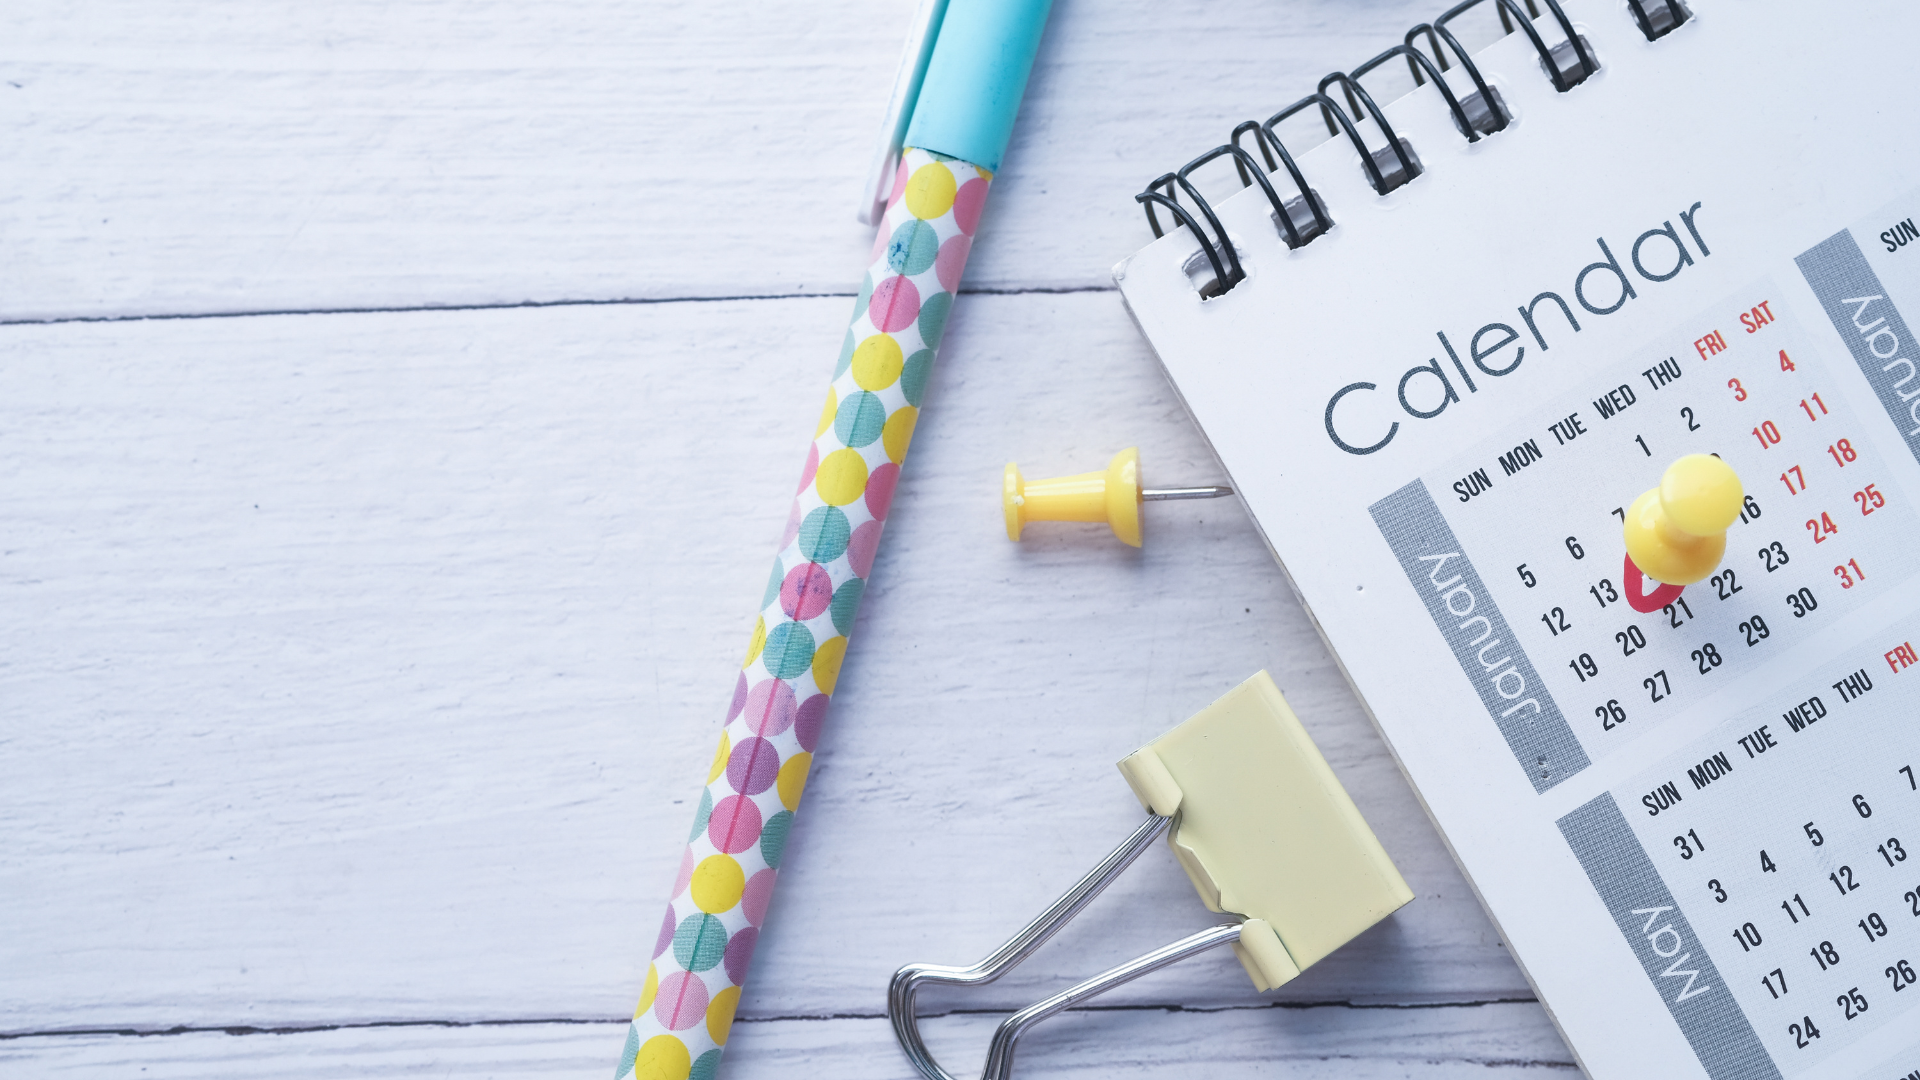 Calendar
January
SUN MON TUE WED THU FRI SAT
1 2 3 4
5 6 7 10 11
12 13 16 17 18
19 20 21 22 23 24 25
26 27 28 29 30 31
SUN
May
SUN MON TUE WED THU FRI
31
3 4 5 6 7
10 11 12 13
17 18 19
24 25 26